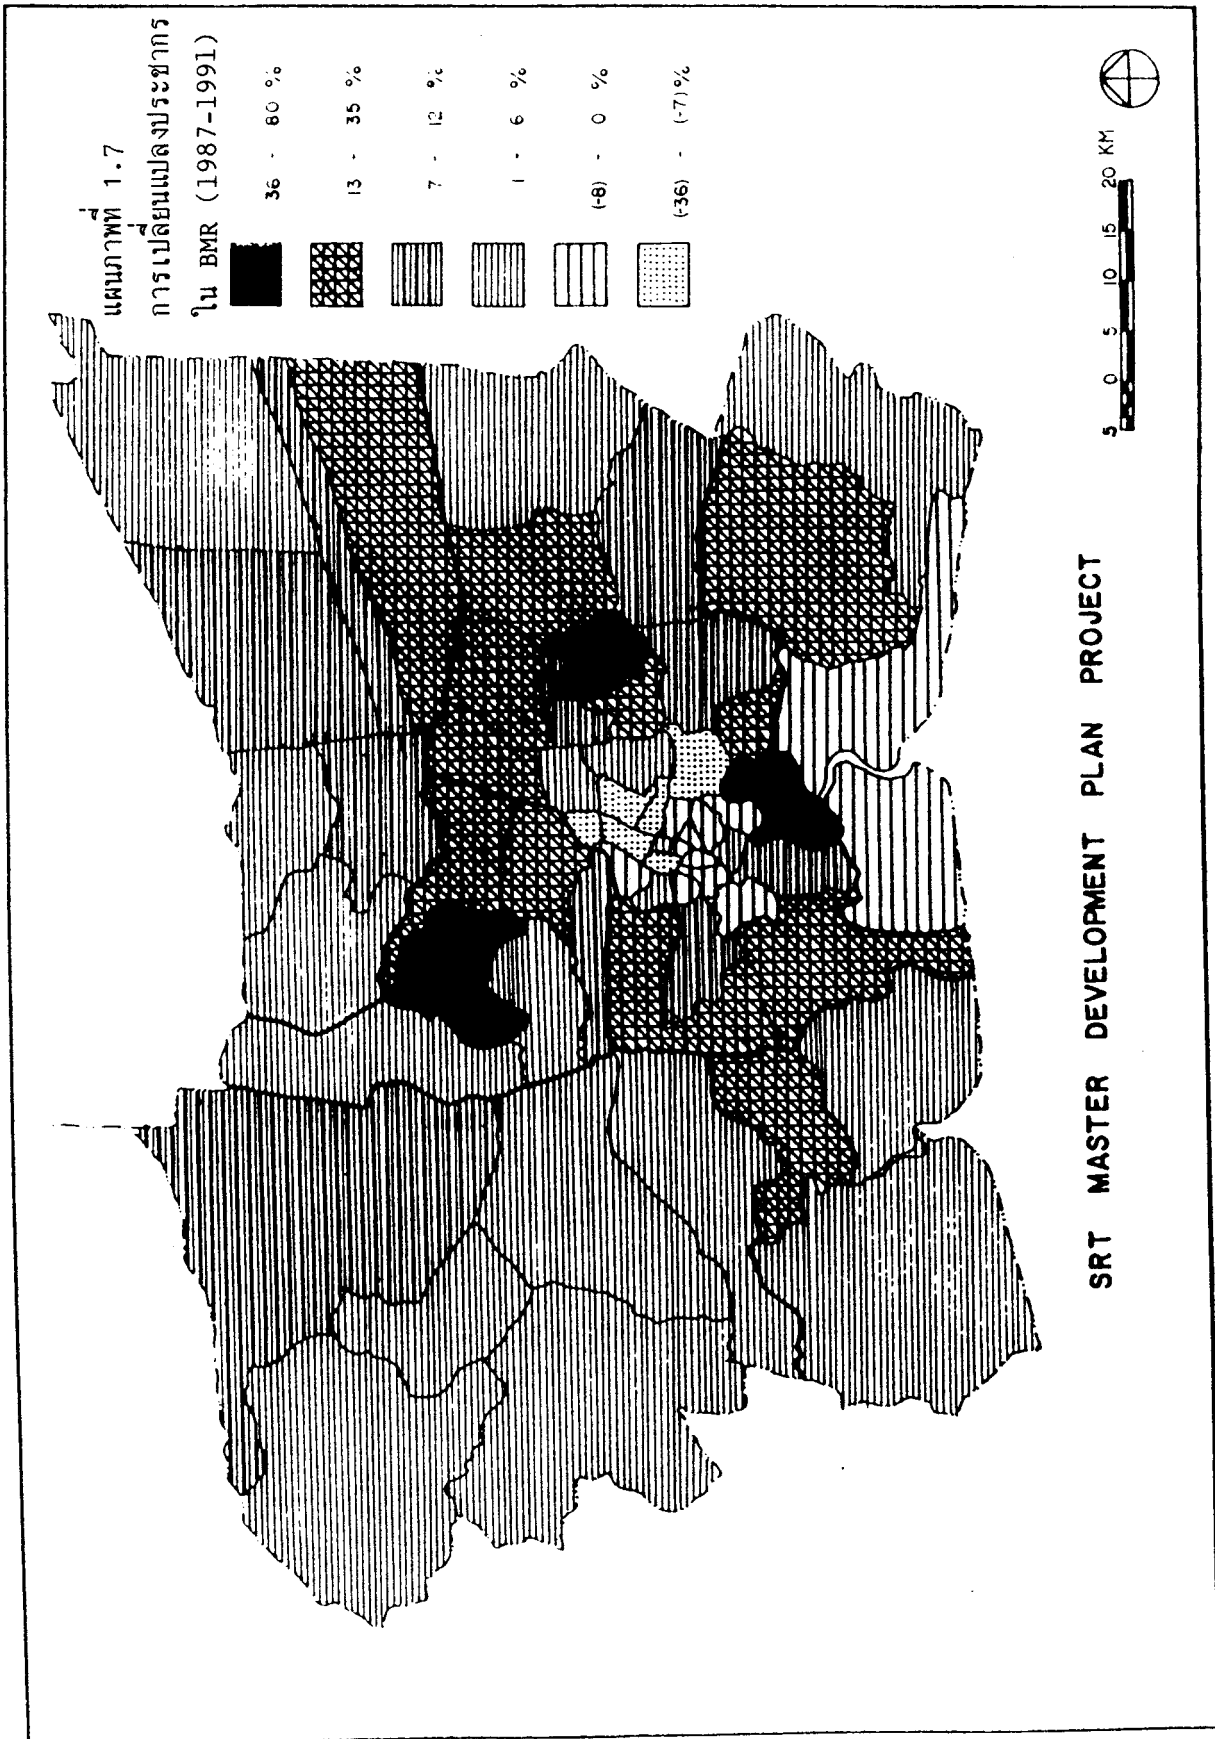 แผนภาพที่ 1.7
การเปลี่ยนแปลงประชากร
ใน BMR (1987-1991)
36 - 80 %
13 - 35 %
7 - 12 %
1 - 6 %
(-8) - 0 %
(-36) - (-7) %
5 0 5 10 15 20 KM
SRT MASTER DEVELOPMENT PLAN PROJECT